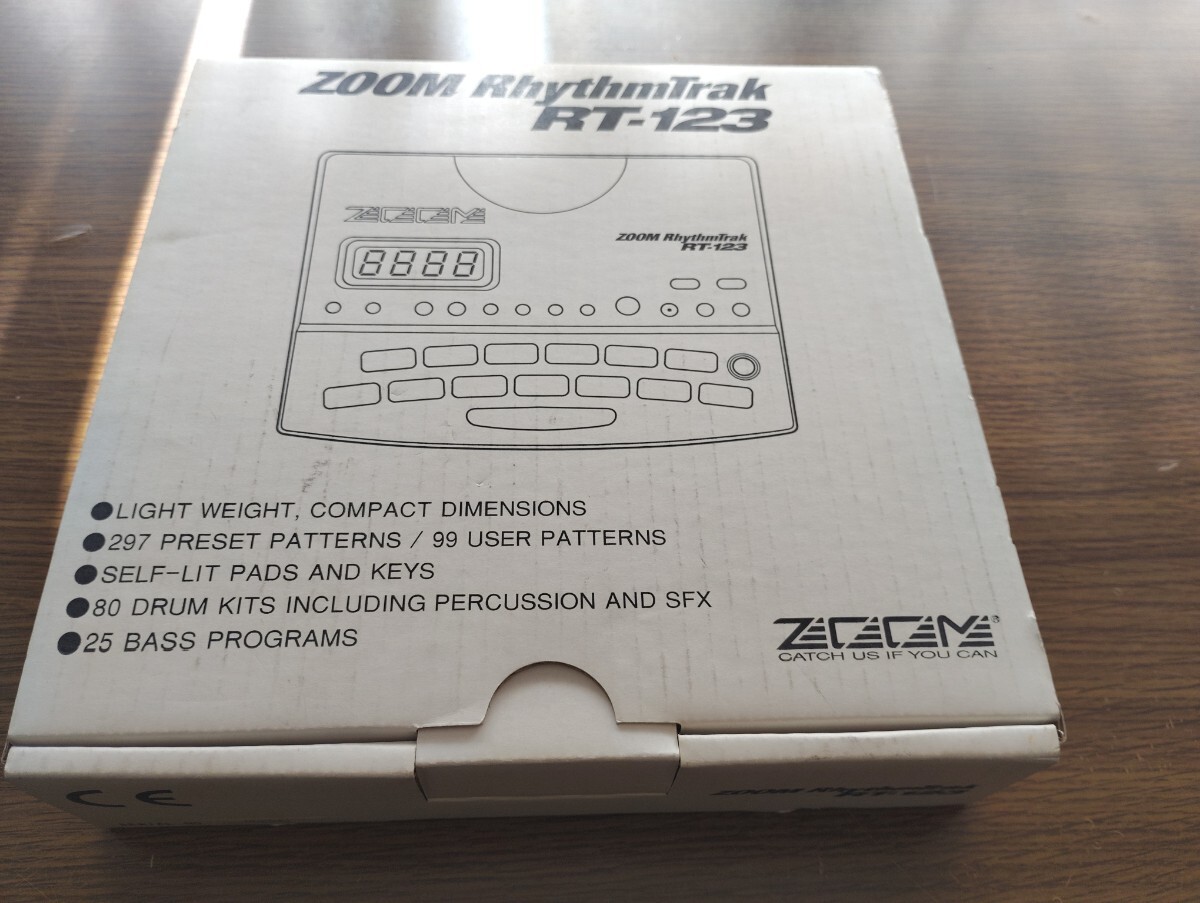 ZOOM RhythmTrak
RT-123
ZOOM
ZOOM RhythmTrak
RT-123
8888
●LIGHT WEIGHT, COMPACT DIMENSIONS
●297 PRESET PATTERNS / 99 USER PATTERNS
●SELF-LIT PADS AND KEYS
●80 DRUM KITS INCLUDING PERCUSSION AND SFX
●25 BASS PROGRAMS
ZOOM®
CATCH US IF YOU CAN
CE
ZOOM RhythmTrak